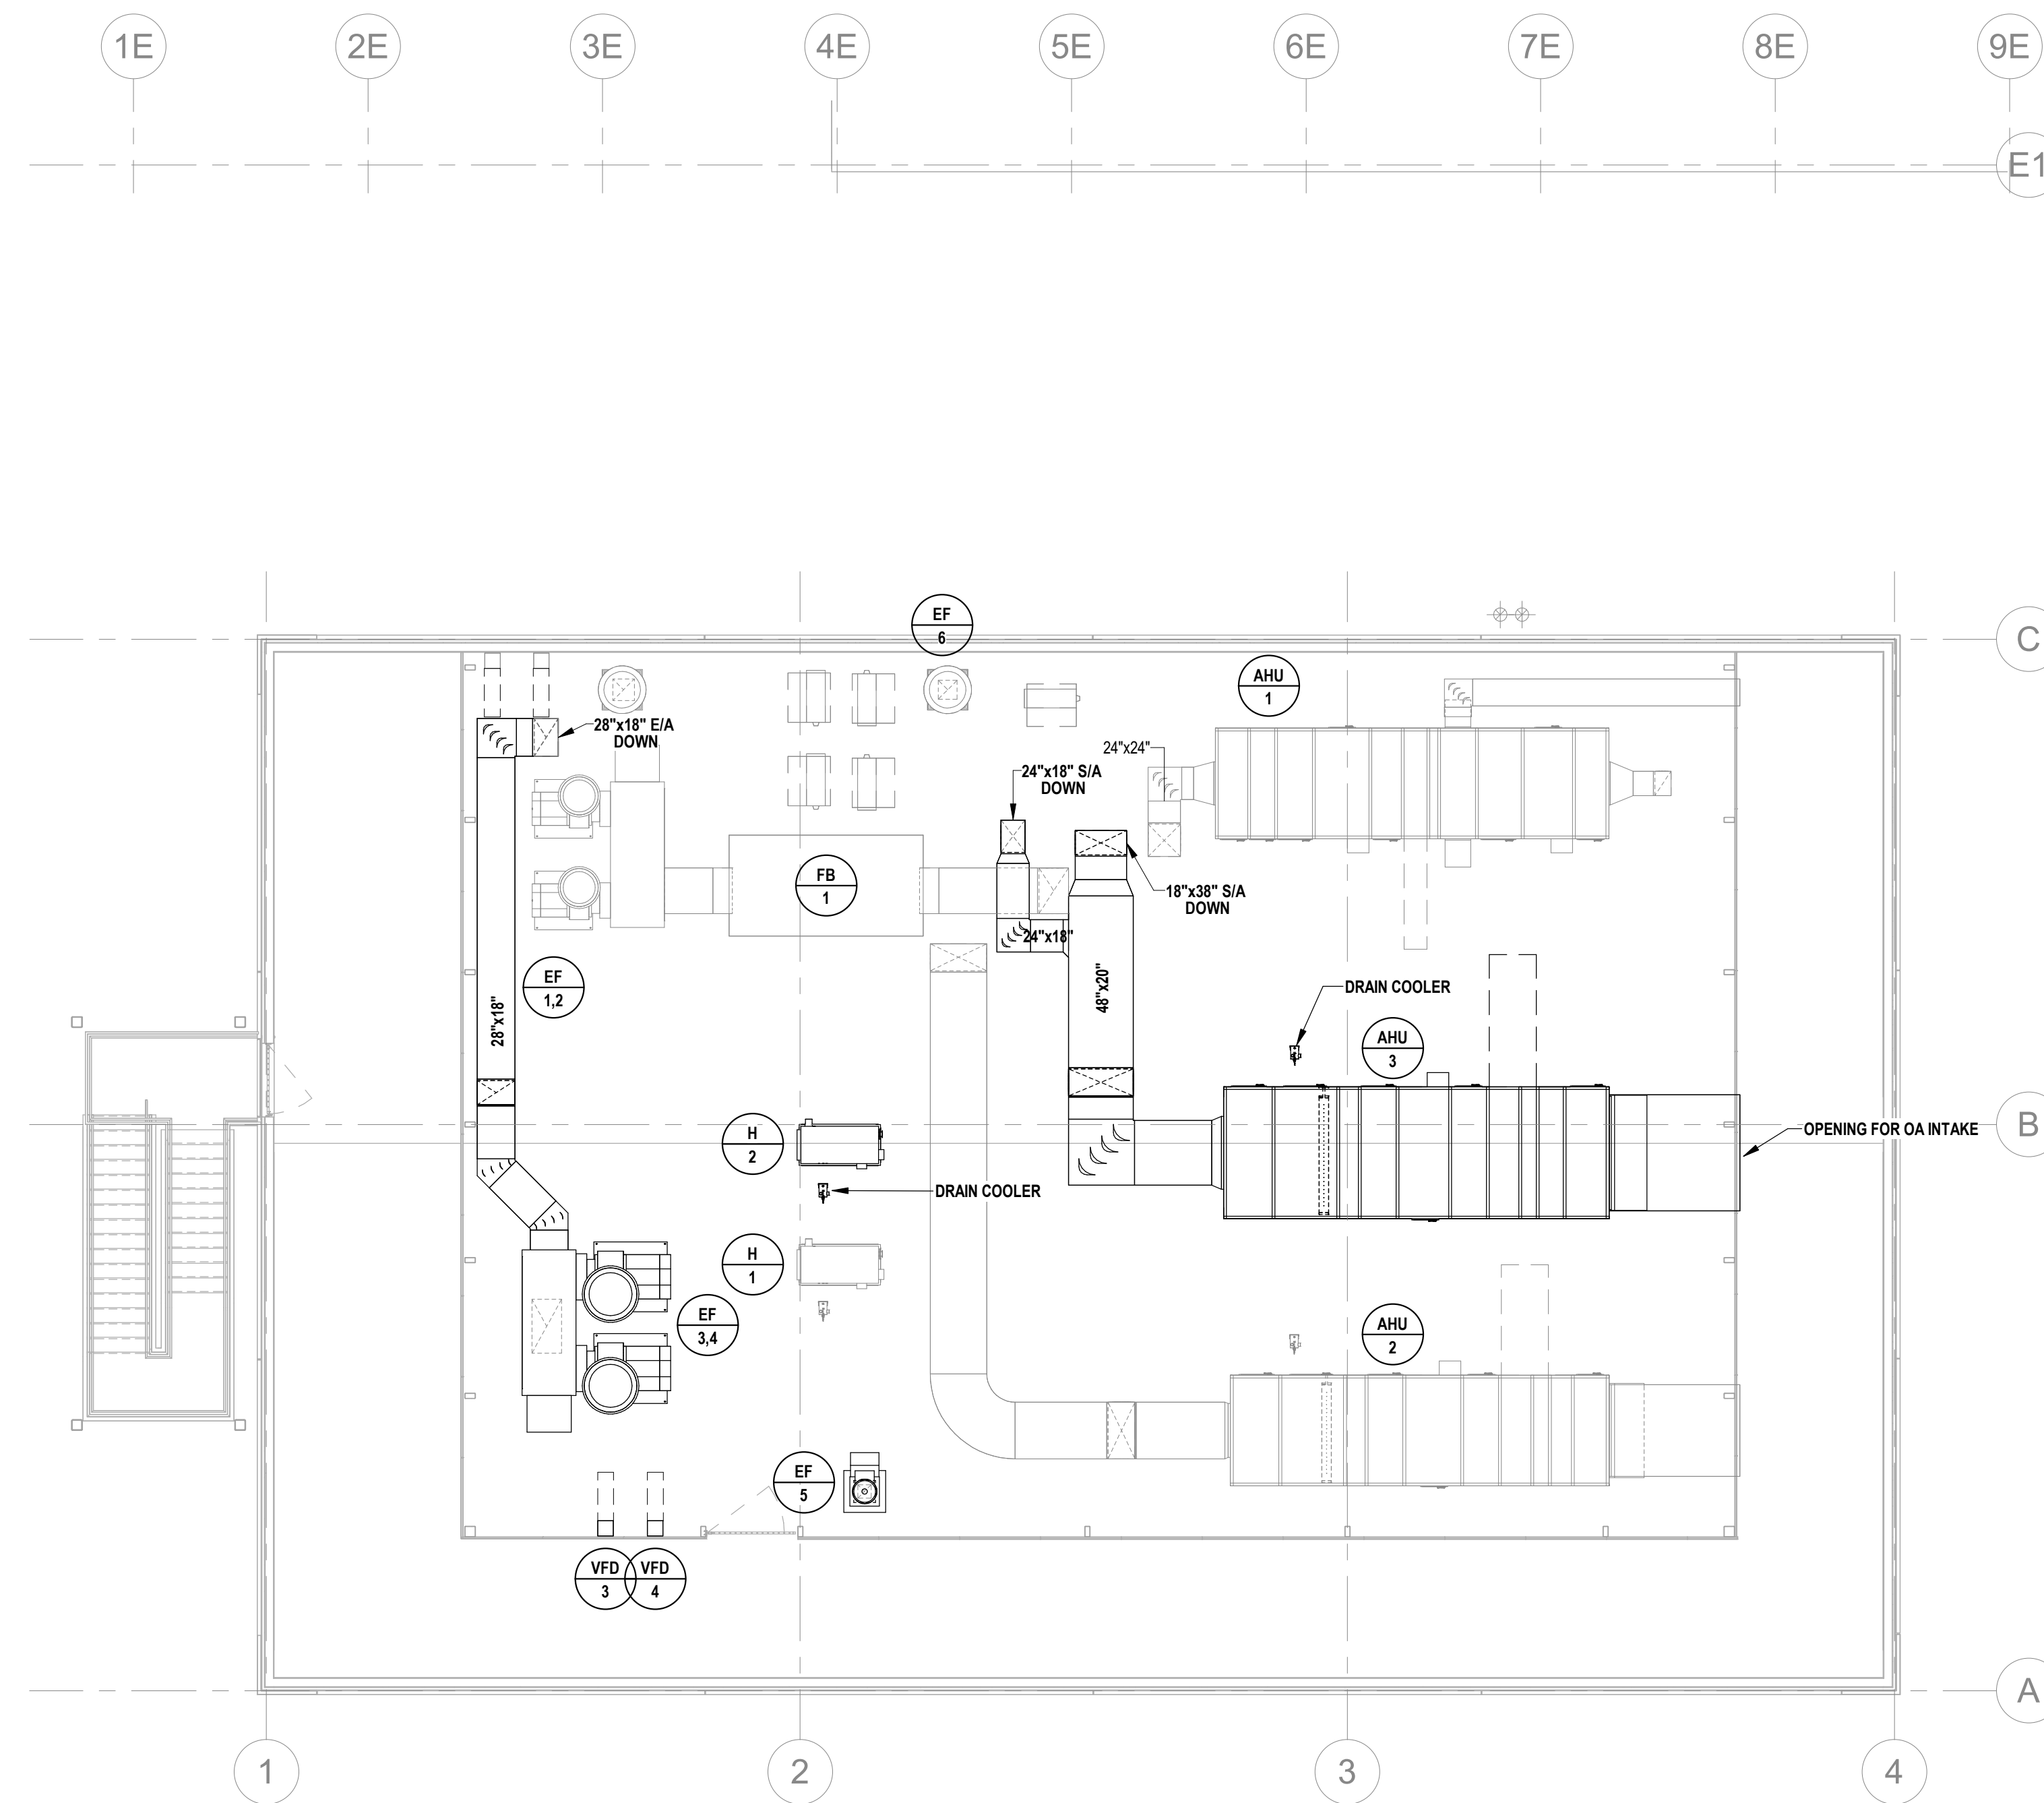 1E
2E
3E
4E
5E
6E
7E
8E
9E
E1
EF
6
C
AHU
1
28"x18" E/A
DOWN
24"x24"
24"x18" S/A
DOWN
FB
1
18"x38" S/A
DOWN
24"x18"
EF
1,2
28"x18"
48"x20"
DRAIN COOLER
AHU
3
H
2
OPENING FOR OA INTAKE
B
DRAIN COOLER
H
1
EF
3,4
AHU
2
EF
5
VFD
3
VFD
4
A
1
2
3
4